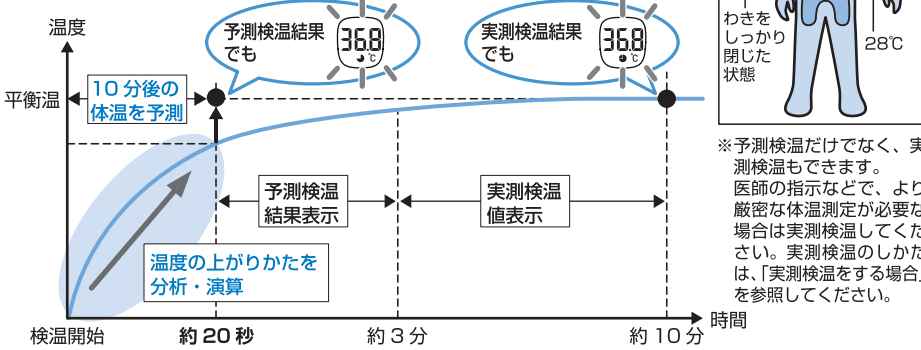 温度
予測検温結果
でも
36.8
℃
実測検温結果
でも
36.8
℃
わきを
しっかり
閉じた
状態
28℃
平衡温
10分後の
体温を予測
予測検温
結果表示
実測検温
値表示
温度の上がりかたを
分析・演算
検温開始
約20秒
約3分
約10分
時間
※予測検温だけでなく、実
測検温もできます。
医師の指示などで、より
厳密な体温測定が必要な
場合は実測検温してくだ
さい。実測検温のしかた
は、「実測検温をする場合」
を参照してください。